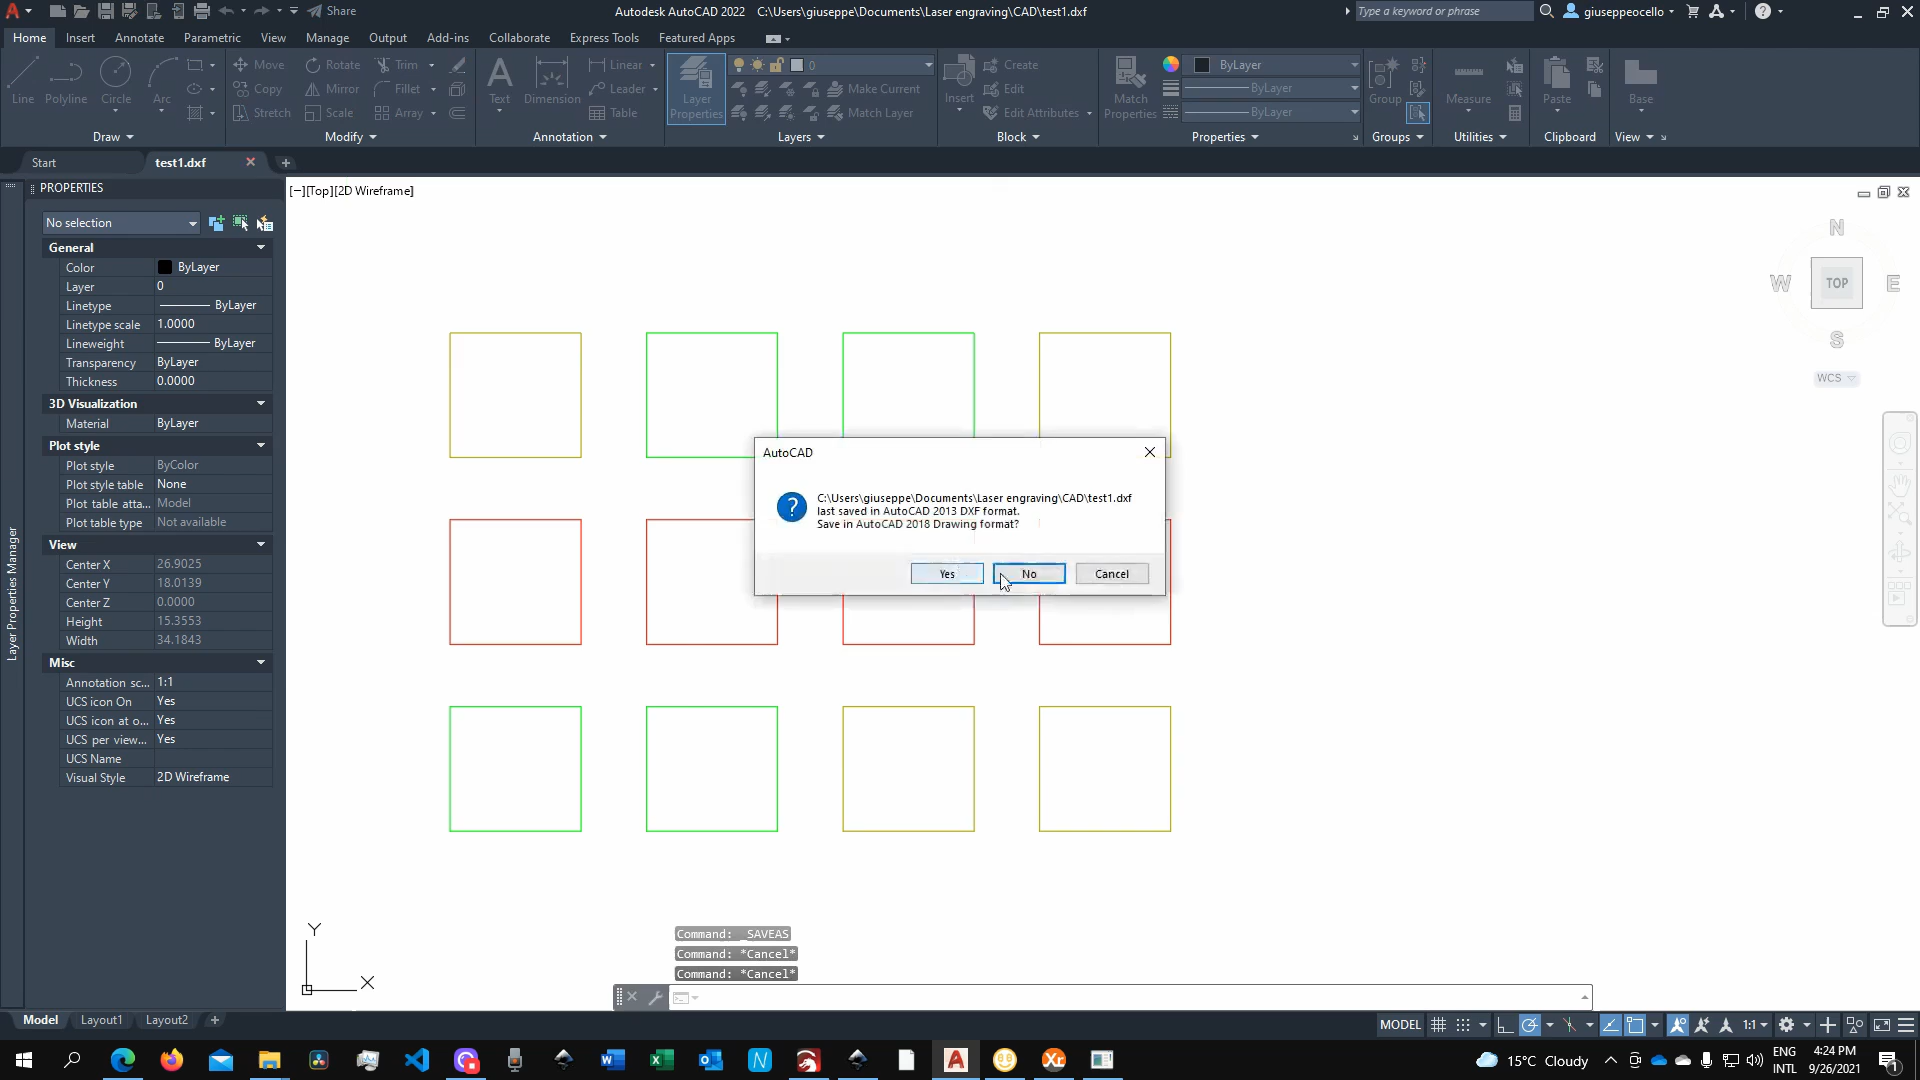 Share
Autodesk AutoCAD 2022 C:\Users\giuseppe\Documents\Laser engraving\CAD\test1.dxf
Type a keyword or phrase
giuseppeocello
Home Insert Annotate Parametric View Manage Output Add-ins Collaborate Express Tools Featured Apps
Line Polyline Circle Arc
Move Rotate Trim
Copy Mirror Fillet
Stretch Scale Array
Text Dimension
Linear
Leader
Table
Layer Properties
0
Make Current
Match Layer
Insert
Create
Edit
Edit Attributes
Match Properties
ByLayer
ByLayer
ByLayer
Group
Measure
Paste
Base
Draw Modify Annotation Layers Block Properties Groups Utilities Clipboard View
Start test1.dxf
PROPERTIES
No selection
General
Color ByLayer
Layer 0
Linetype ByLayer
Linetype scale 1.0000
Lineweight ByLayer
Transparency ByLayer
Thickness 0.0000
3D Visualization
Material ByLayer
Plot style
Plot style ByColor
Plot style table None
Plot table atta... Model
Plot table type Not available
View
Center X 26.9025
Center Y 18.0139
Center Z 0.0000
Height 15.3553
Width 34.1843
Misc
Annotation sc... 1:1
UCS icon On Yes
UCS icon at o... Yes
UCS per view... Yes
UCS Name
Visual Style 2D Wireframe
Layer Properties Manager
[−][Top][2D Wireframe]
N
W TOP E
S
WCS
AutoCAD
C:\Users\giuseppe\Documents\Laser engraving\CAD\test1.dxf
last saved in AutoCAD 2013 DXF format.
Save in AutoCAD 2018 Drawing format?
Yes No Cancel
Y
X
Command: _SAVEAS
Command: *Cancel*
Command: *Cancel*
Model Layout1 Layout2
MODEL 1:1
15°C Cloudy
ENG
INTL
4:24 PM
9/26/2021
1